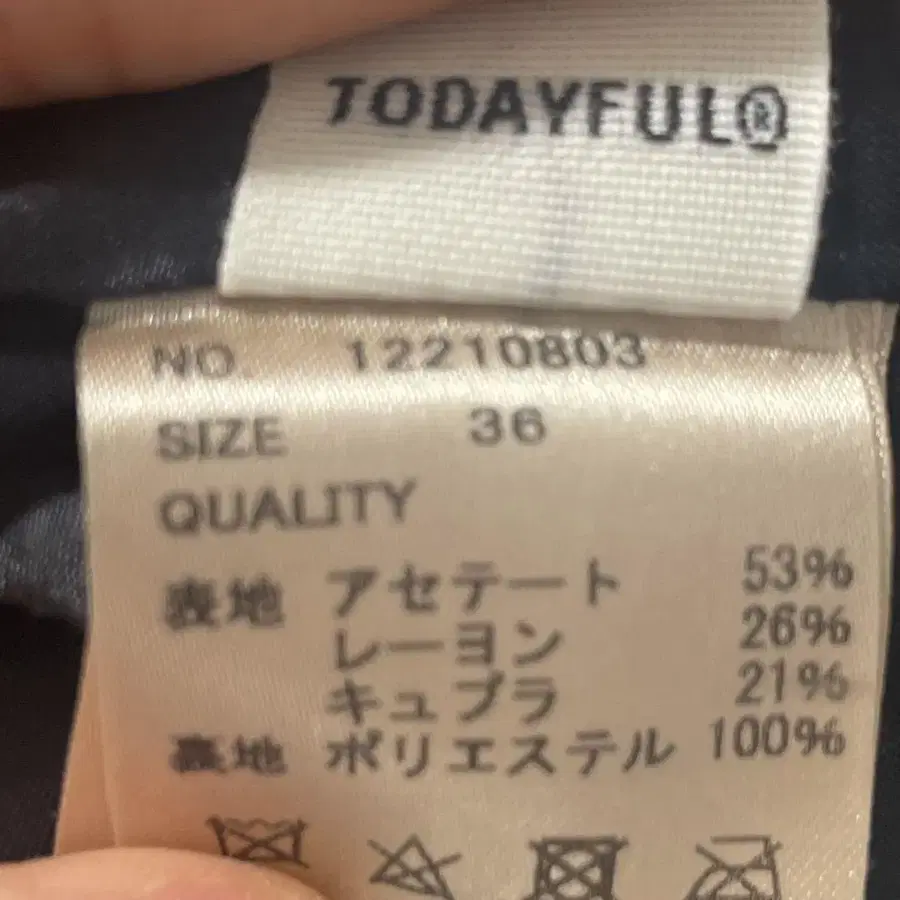 TODAYFUL®
NO. 12210803
SIZE 36
QUALITY
表地 アセテート 53%
レーヨン 26%
キュプラ 21%
裏地 ポリエステル 100%